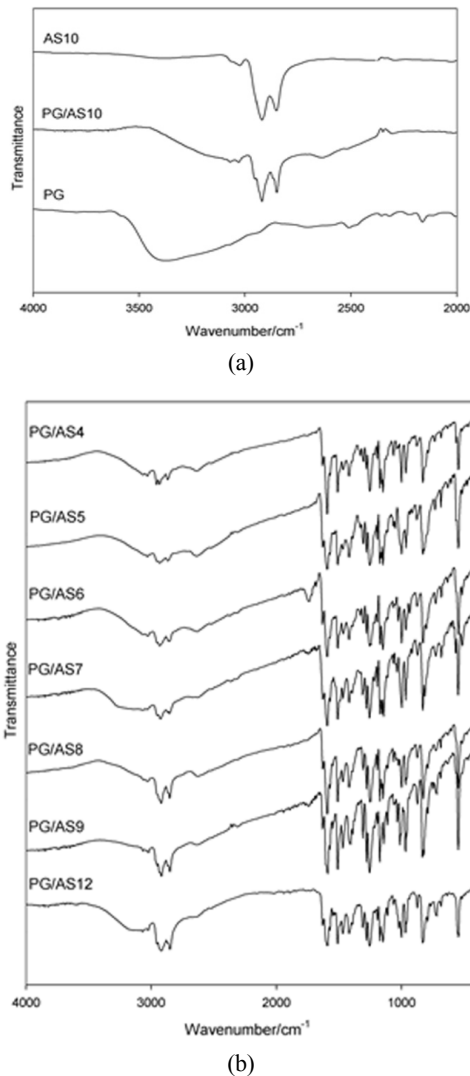 AS10
PG/AS10
PG
Transmittance
4000 3500 3000 2500 2000
Wavenumber/cm⁻¹
(a)
PG/AS4
PG/AS5
PG/AS6
PG/AS7
PG/AS8
PG/AS9
PG/AS12
Transmittance
4000 3000 2000 1000
Wavenumber/cm⁻¹
(b)